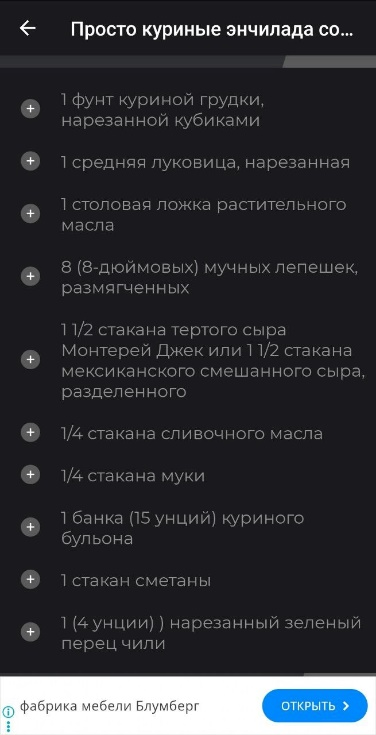 Просто куриные энчилада со...
1 фунт куриной грудки,
нарезанной кубиками
1 средняя луковица, нарезанная
1 столовая ложка растительного
масла
8 (8-дюймовых) мучных лепешек,
размягченных
1 1/2 стакана тертого сыра
Монтерей Джек или 1 1/2 стакана
мексиканского смешанного сыра,
разделенного
1/4 стакана сливочного масла
1/4 стакана муки
1 банка (15 унций) куриного
бульона
1 стакан сметаны
1 (4 унции) ) нарезанный зеленый
перец чили
фабрика мебели Блумберг
ОТКРЫТЬ